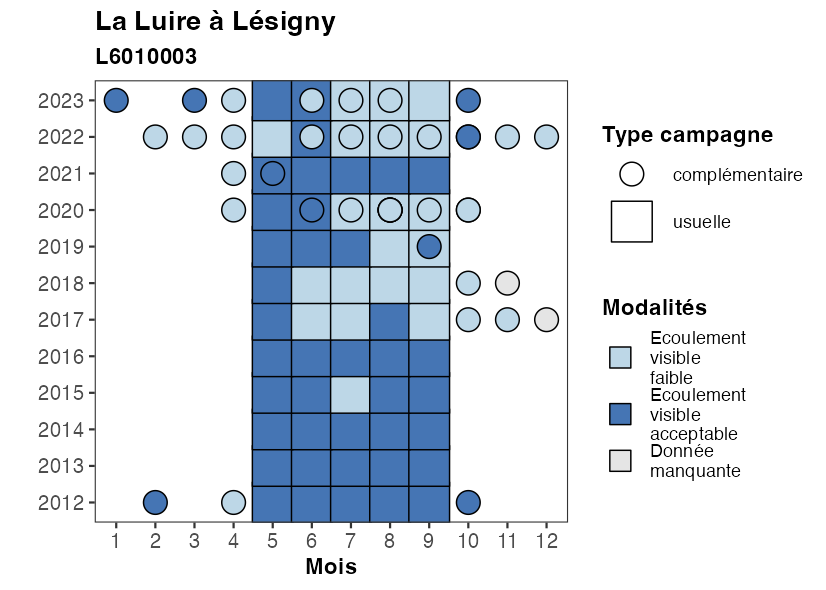 La Luire à Lésigny
L6010003
2023
2022
2021
2020
2019
2018
2017
2016
2015
2014
2013
2012
1 2 3 4 5 6 7 8 9 10 11 12
Mois
Type campagne
complémentaire
usuelle
Modalités
Ecoulement
visible
faible
Ecoulement
visible
acceptable
Donnée
manquante